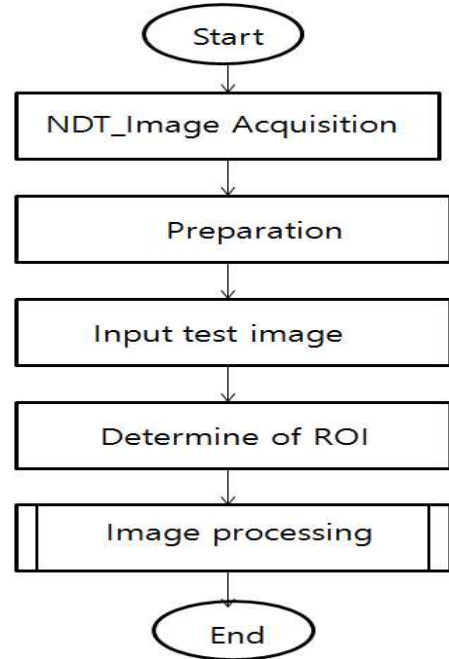 Start
NDT_Image Acquisition
Preparation
Input test image
Determine of ROI
Image processing
End